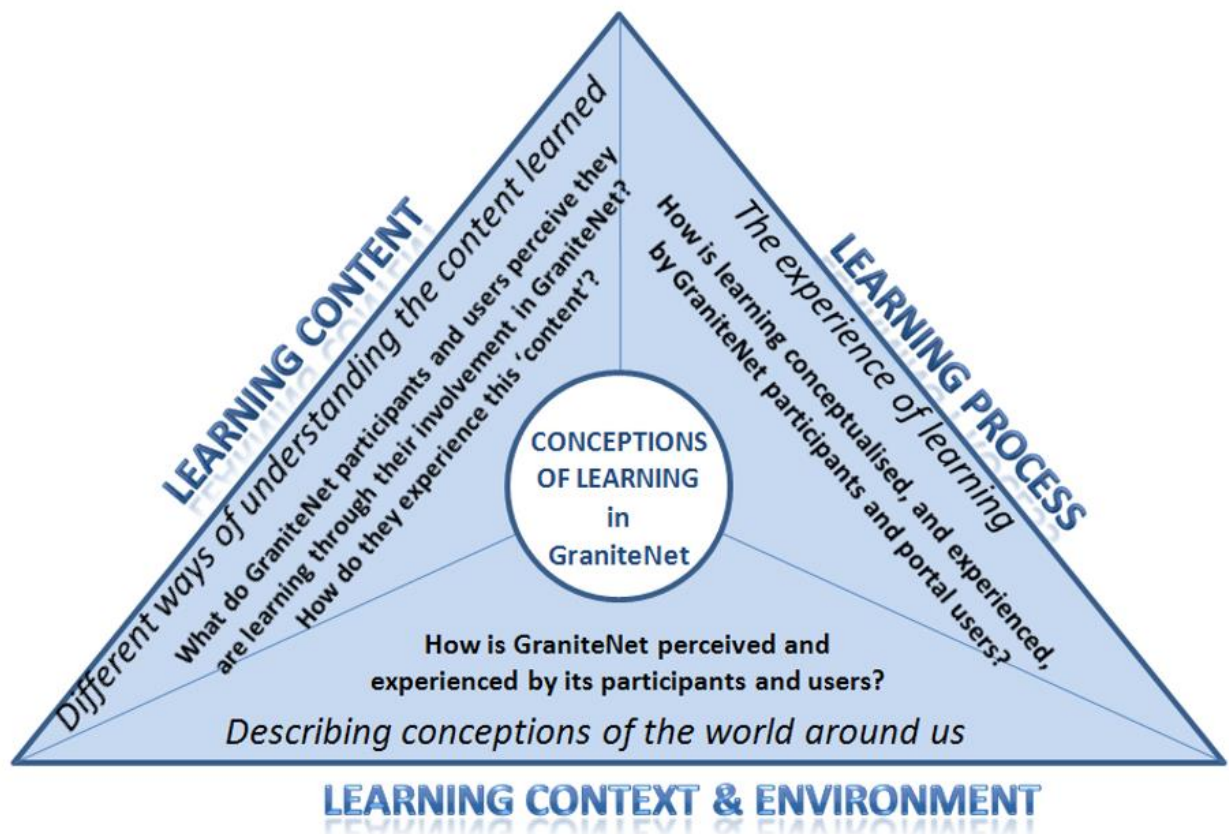 LEARNING CONTENT
Different ways of understanding the content learned
What do GraniteNet participants and users perceive they
are learning through their involvement in GraniteNet?
How do they experience this ‘content’?
LEARNING PROCESS
The experience of learning
How is learning conceptualised, and experienced,
by GraniteNet participants and portal users?
CONCEPTIONS
OF LEARNING
in
GraniteNet
How is GraniteNet perceived and
experienced by its participants and users?
Describing conceptions of the world around us
LEARNING CONTEXT & ENVIRONMENT